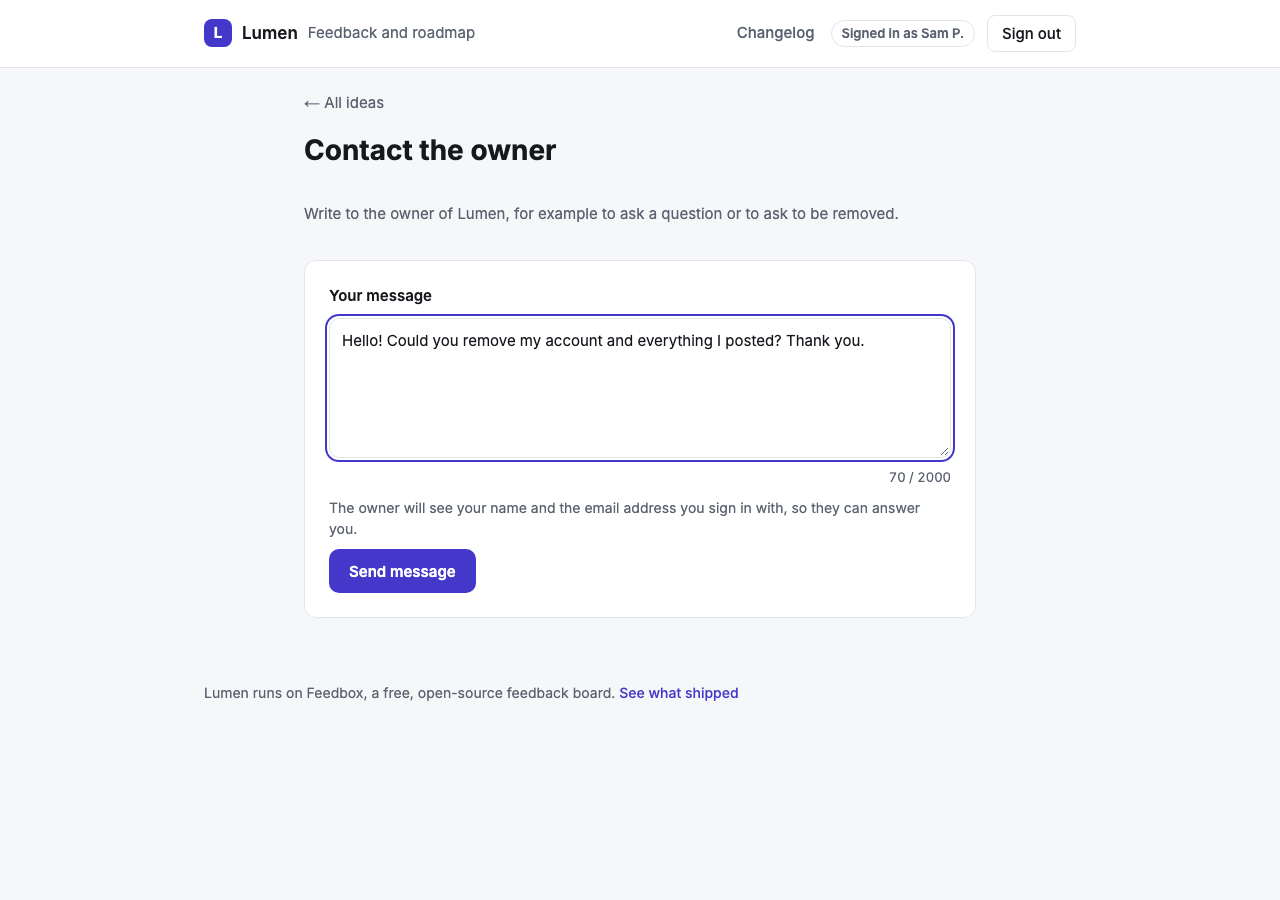 L Lumen Feedback and roadmap Changelog Signed in as Sam P. Sign out
← All ideas
Contact the owner
Write to the owner of Lumen, for example to ask a question or to ask to be removed.
Your message
Hello! Could you remove my account and everything I posted? Thank you.
70 / 2000
The owner will see your name and the email address you sign in with, so they can answer
you.
Send message
Lumen runs on Feedbox, a free, open-source feedback board. See what shipped